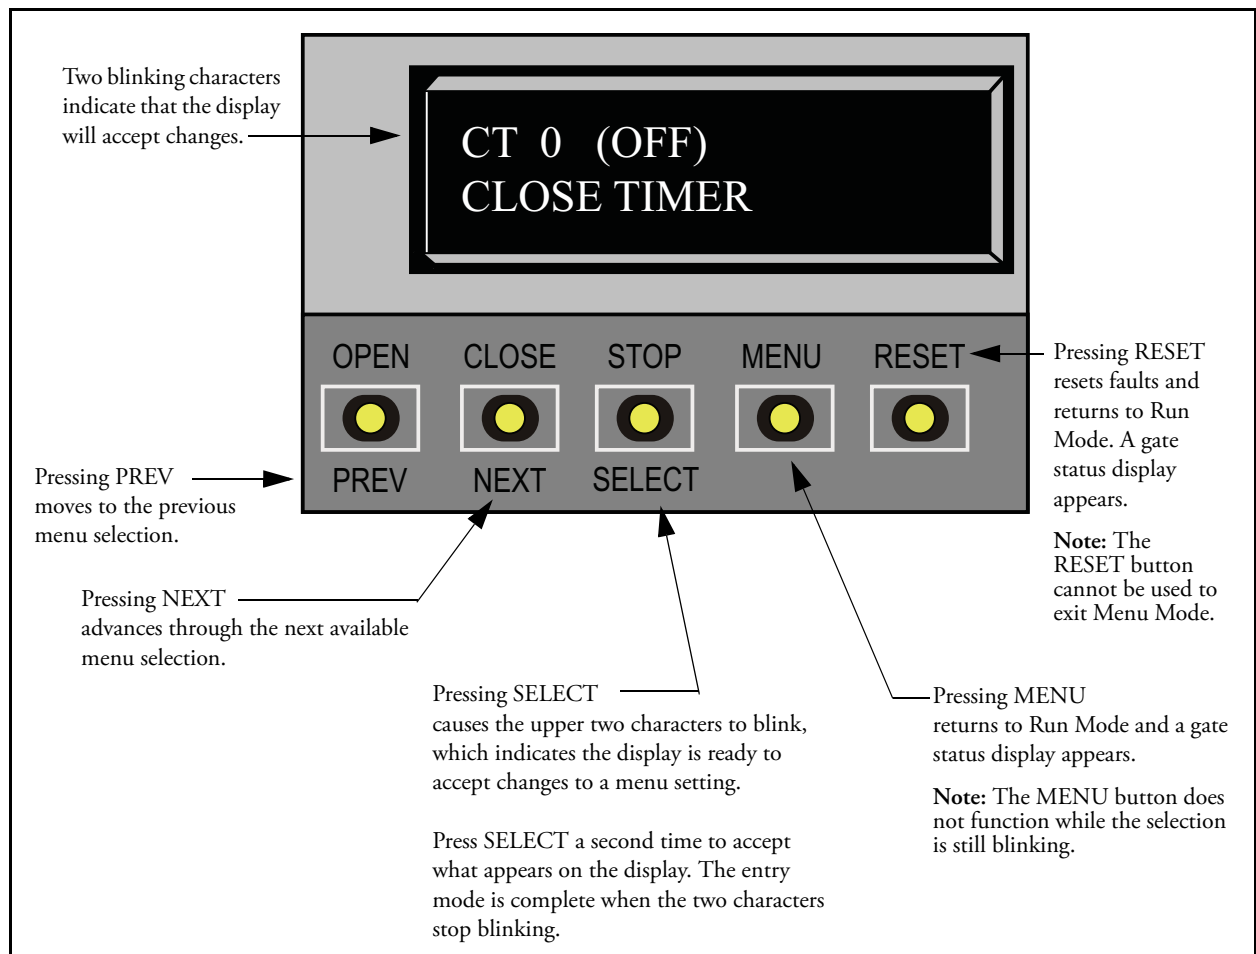 Two blinking characters
indicate that the display
will accept changes.
CT 0 (OFF)
CLOSE TIMER
OPEN CLOSE STOP MENU RESET
PREV NEXT SELECT
Pressing RESET
resets faults and
returns to Run
Mode. A gate
status display
appears.
Note: The
RESET button
cannot be used to
exit Menu Mode.
Pressing PREV
moves to the previous
menu selection.
Pressing NEXT
advances through the next available
menu selection.
Pressing SELECT
causes the upper two characters to blink,
which indicates the display is ready to
accept changes to a menu setting.
Press SELECT a second time to accept
what appears on the display. The entry
mode is complete when the two characters
stop blinking.
Pressing MENU
returns to Run Mode and a gate
status display appears.
Note: The MENU button does
not function while the selection
is still blinking.